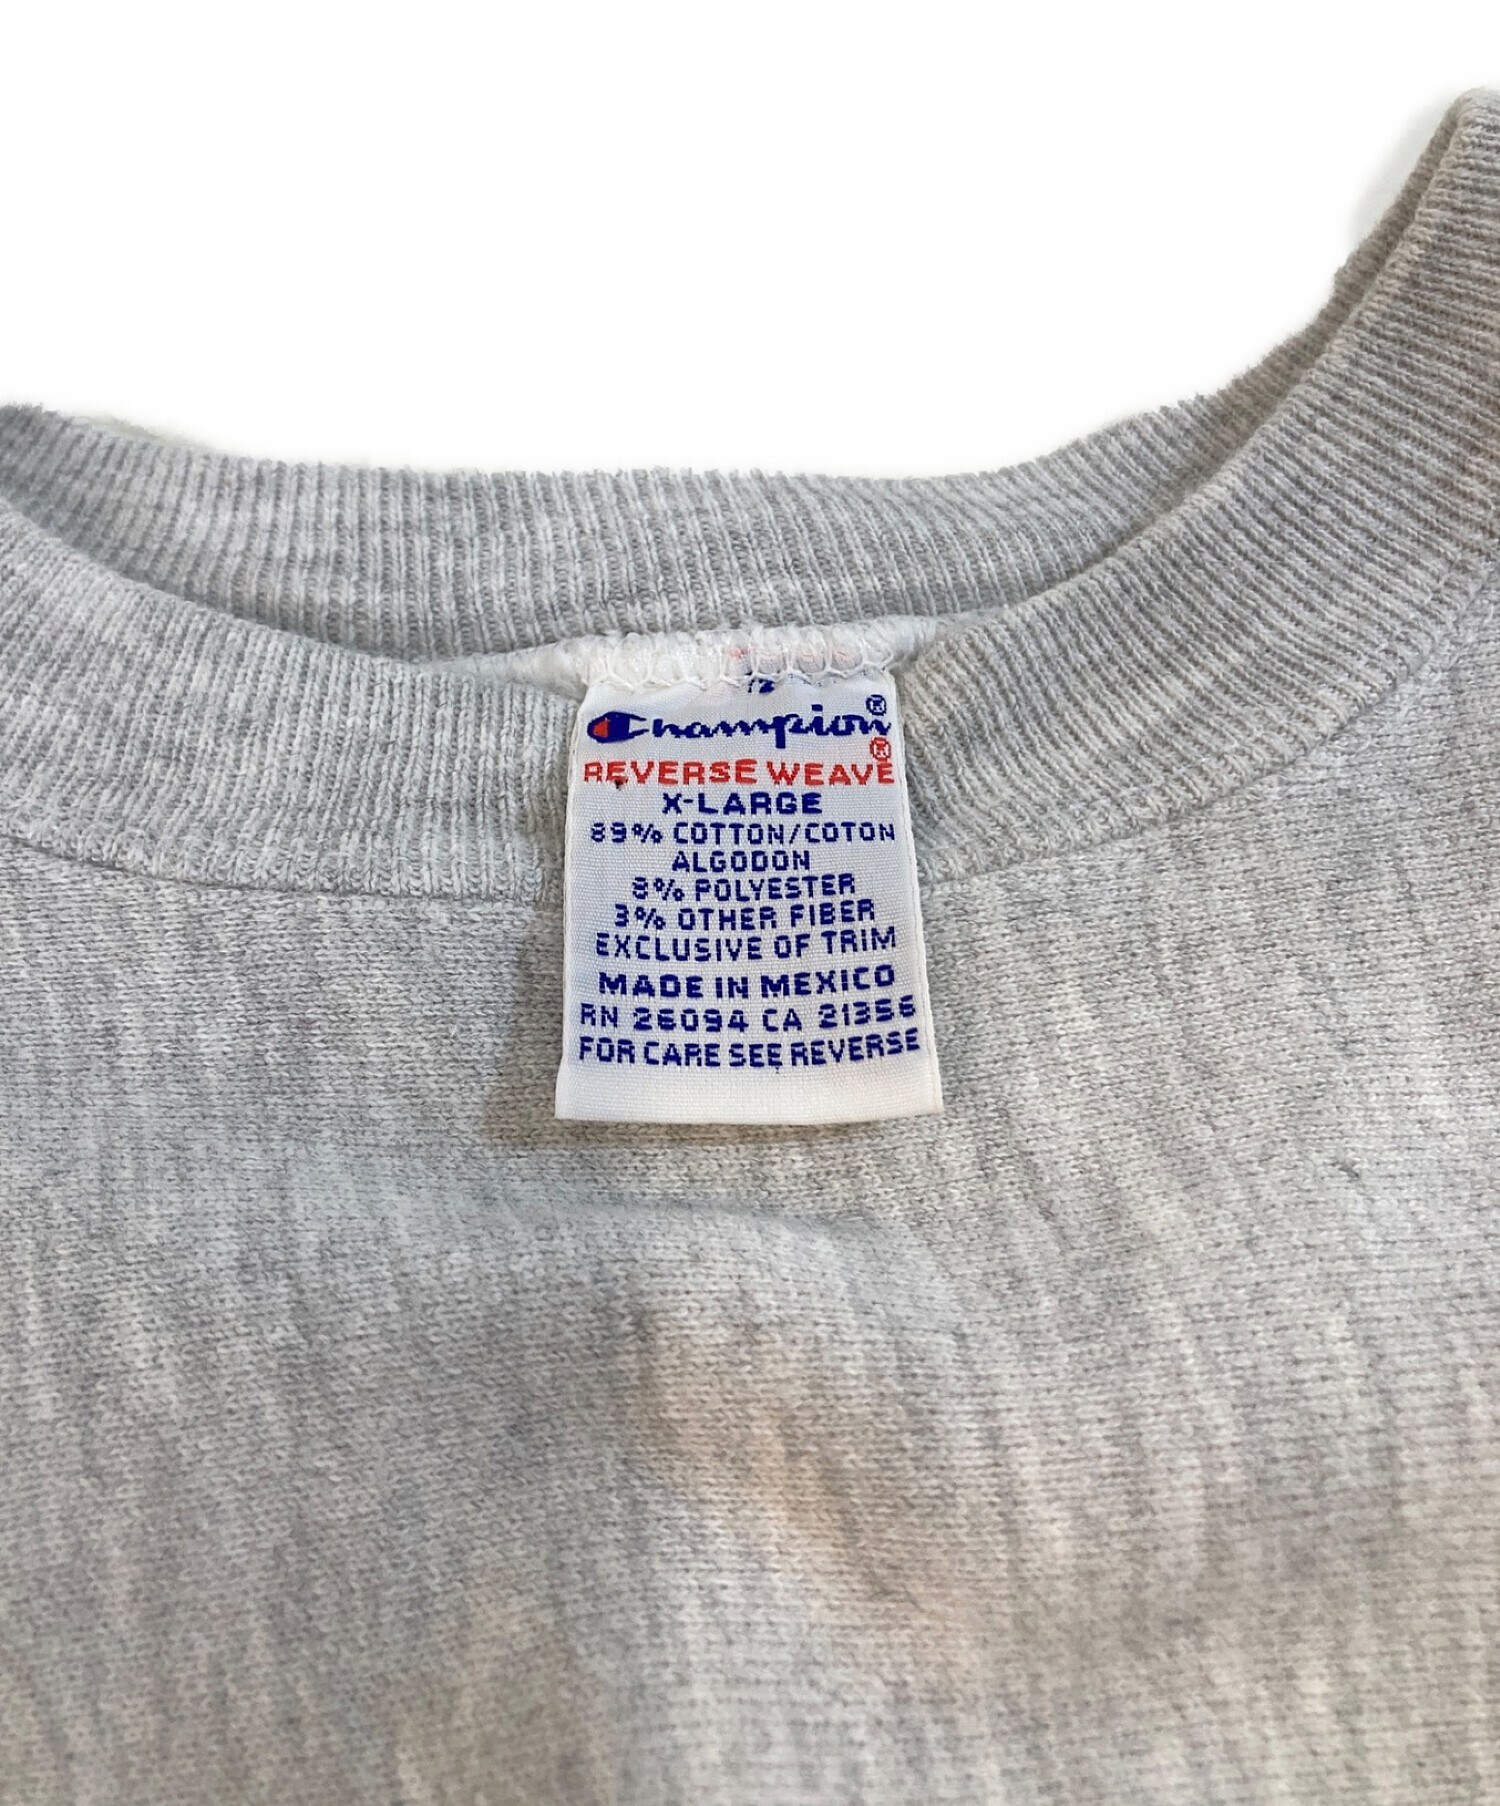 Champion®
REVERSE WEAVE®
X-LARGE
89% COTTON/COTON
ALGODON
8% POLYESTER
3% OTHER FIBER
EXCLUSIVE OF TRIM
MADE IN MEXICO
RN 26094 CA 21356
FOR CARE SEE REVERSE